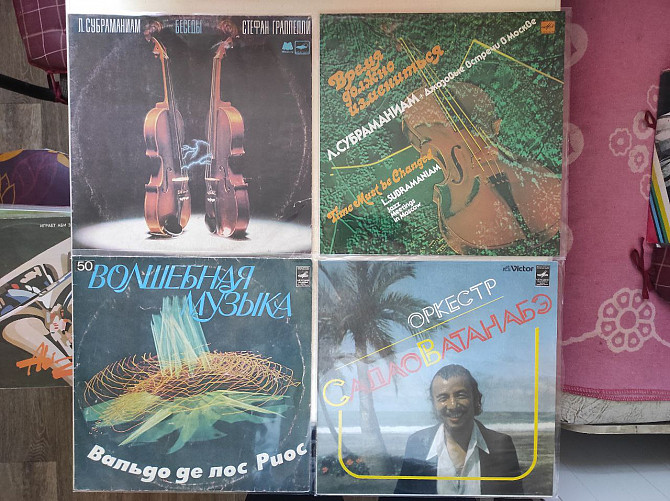 Л. СУБРАМАНИАМ БЕСЕДЫ СТЕФАН ГРАППЕЛЛИ
Время
должно
измениться
Л. СУБРАМАНИАМ · Джазовые встречи в Москве
Time Must be Changed
L. SUBRAMANIAM
Jazz
Meetings
in Moscow
50 ВОЛШЕБНАЯ
МУЗЫКА
Вальдо де лос Риос
Victor
ОРКЕСТР
САДАО ВАТАНАБЭ
ИГРАЕТ